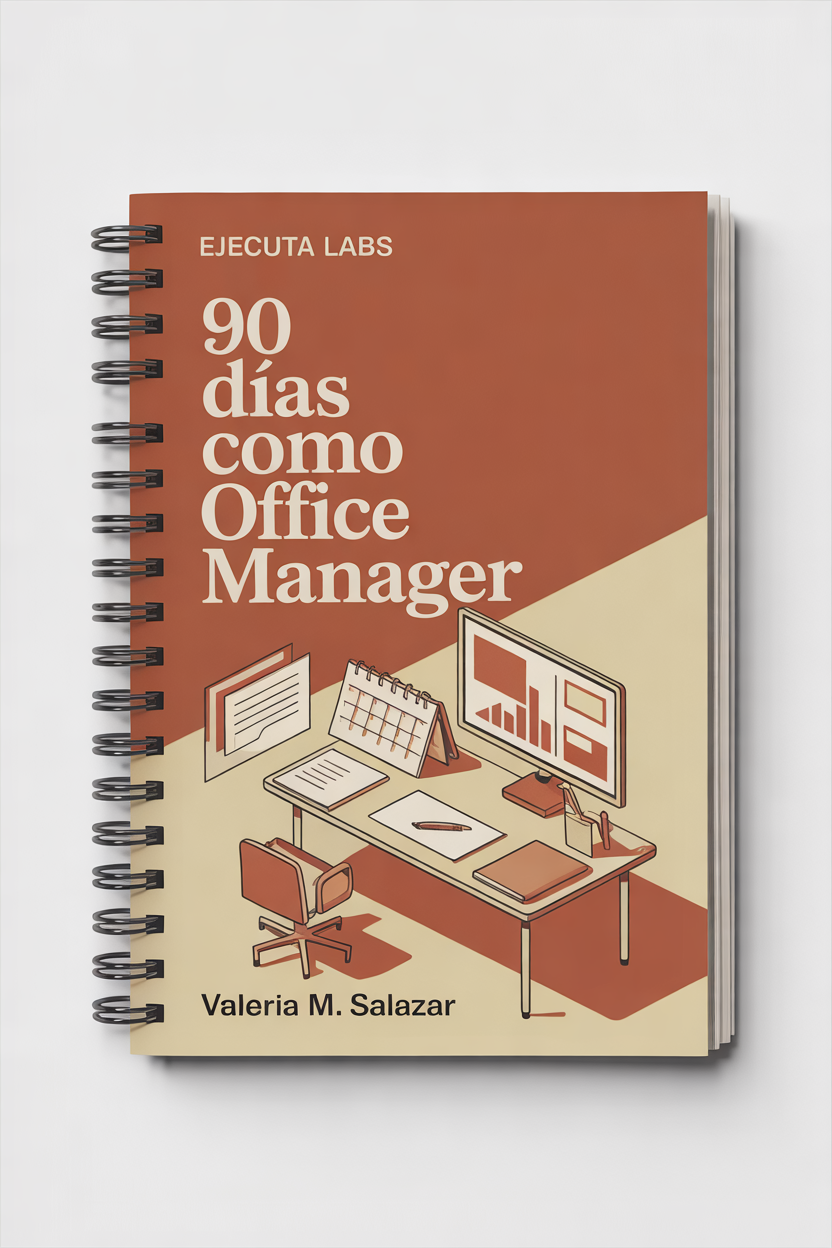 EJECUTA LABS
90
días
como
Office
Manager
Valeria M. Salazar